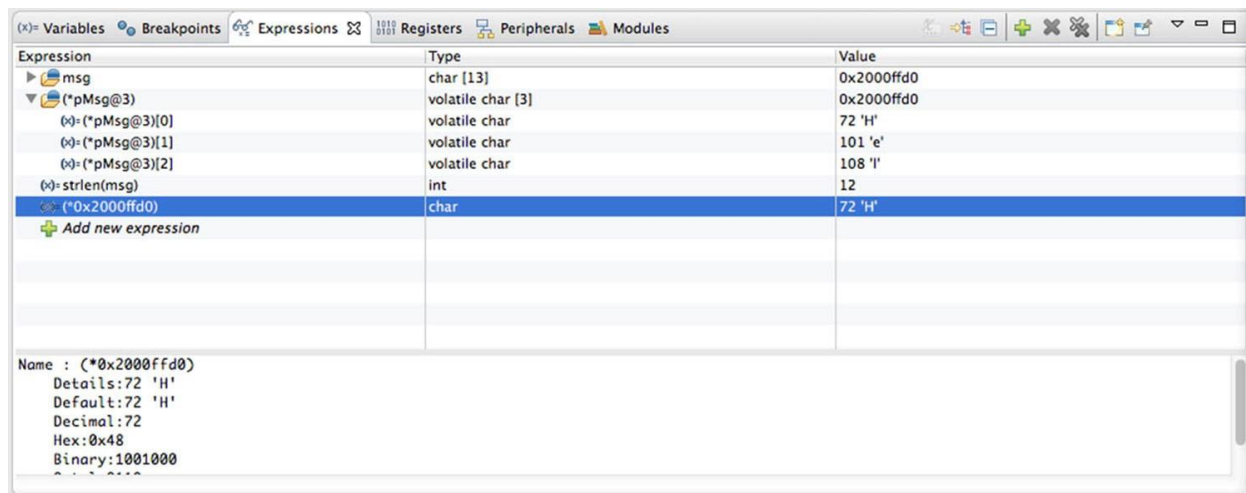 (x)= Variables Breakpoints Expressions 1010 0101 Registers Peripherals Modules
Expression Type Value
msg char [13] 0x2000ffd0
(*pMsg@3) volatile char [3] 0x2000ffd0
(x)= (*pMsg@3)[0] volatile char 72 'H'
(x)= (*pMsg@3)[1] volatile char 101 'e'
(x)= (*pMsg@3)[2] volatile char 108 'l'
(x)= strlen(msg) int 12
(*0x2000ffd0) char 72 'H'
Add new expression
Name : (*0x2000ffd0)
Details:72 'H'
Default:72 'H'
Decimal:72
Hex:0x48
Binary:1001000